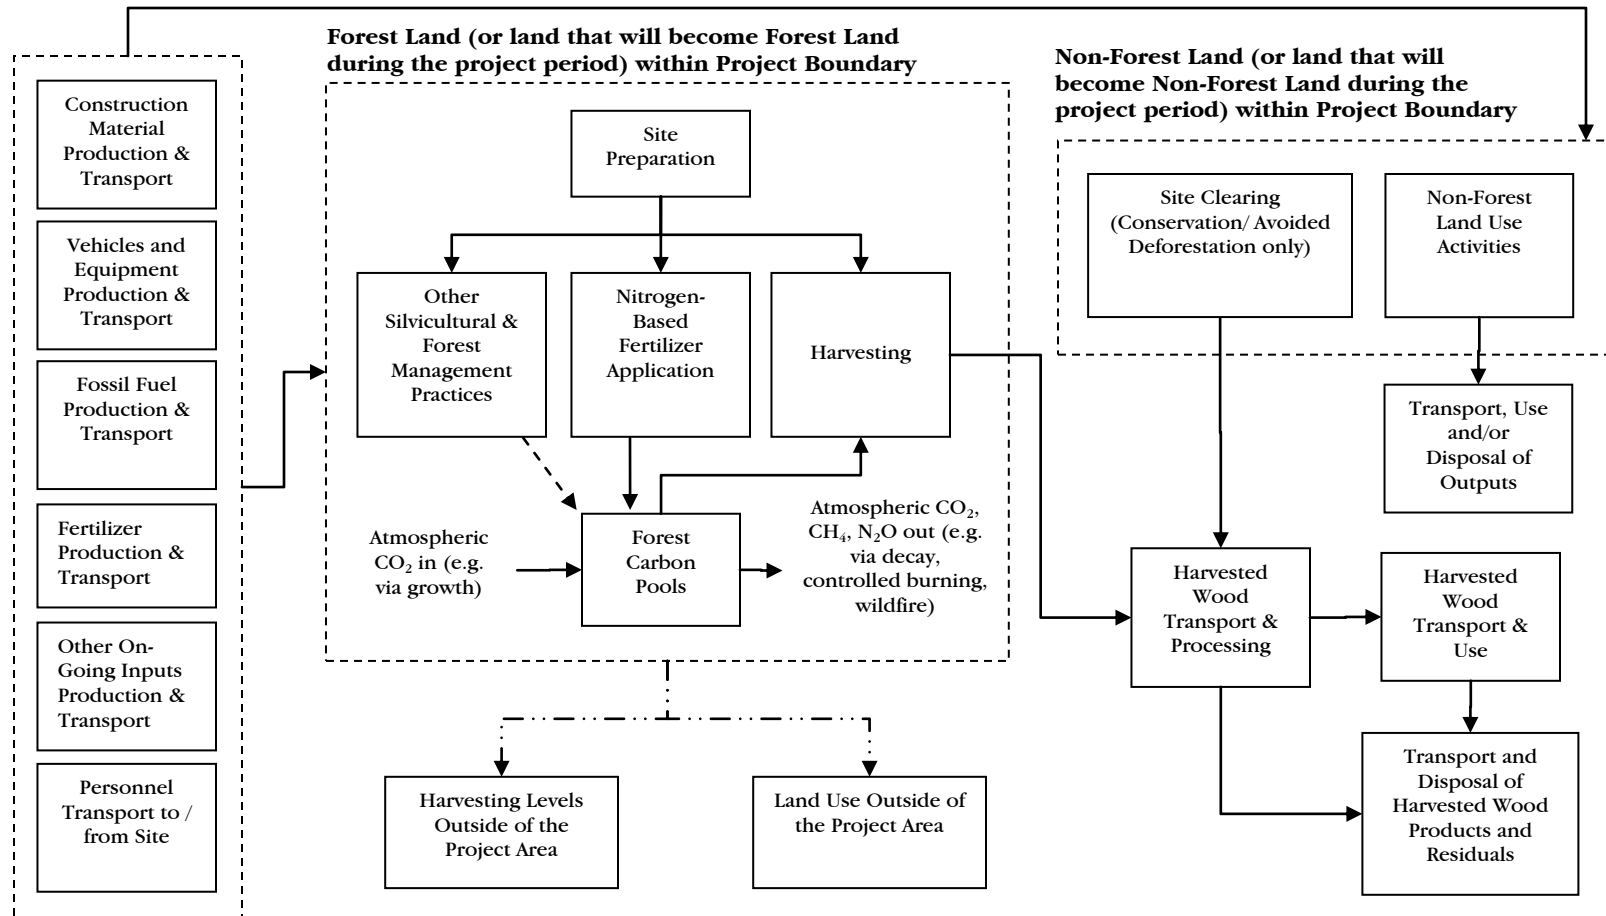 Construction
Material
Production &
Transport
Vehicles and
Equipment
Production &
Transport
Fossil Fuel
Production &
Transport
Fertilizer
Production &
Transport
Other On-
Going Inputs
Production &
Transport
Personnel
Transport to /
from Site
Forest Land (or land that will become Forest Land
during the project period) within Project Boundary
Site
Preparation
Other
Silvicultural &
Forest
Management
Practices
Nitrogen-
Based
Fertilizer
Application
Harvesting
Atmospheric
CO₂ in (e.g.
via growth)
Forest
Carbon
Pools
Atmospheric CO₂,
CH₄, N₂O out (e.g.
via decay,
controlled burning,
wildfire)
Harvesting Levels
Outside of the
Project Area
Land Use Outside of
the Project Area
Non-Forest Land (or land that will
become Non-Forest Land during the
project period) within Project Boundary
Site Clearing
(Conservation/ Avoided
Deforestation only)
Non-Forest
Land Use
Activities
Transport, Use
and/or
Disposal of
Outputs
Harvested
Wood
Transport &
Processing
Harvested
Wood
Transport &
Use
Transport and
Disposal of
Harvested Wood
Products and
Residuals